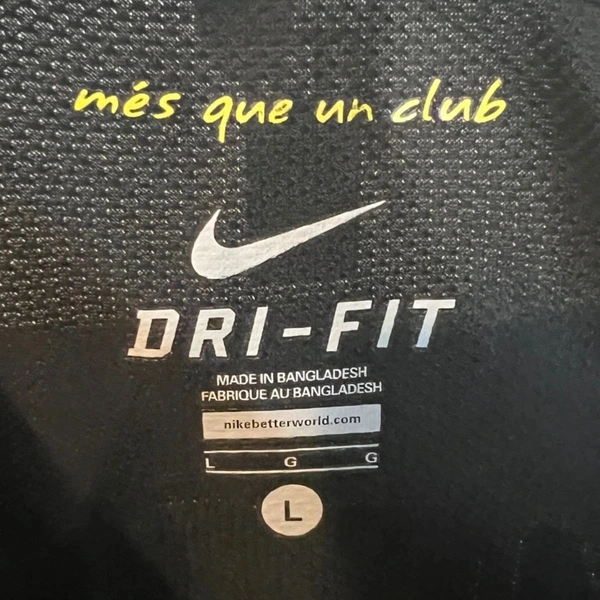 més que un club
DRI-FIT
MADE IN BANGLADESH
FABRIQUE AU BANGLADESH
nikebetterworld.com
L G G
L